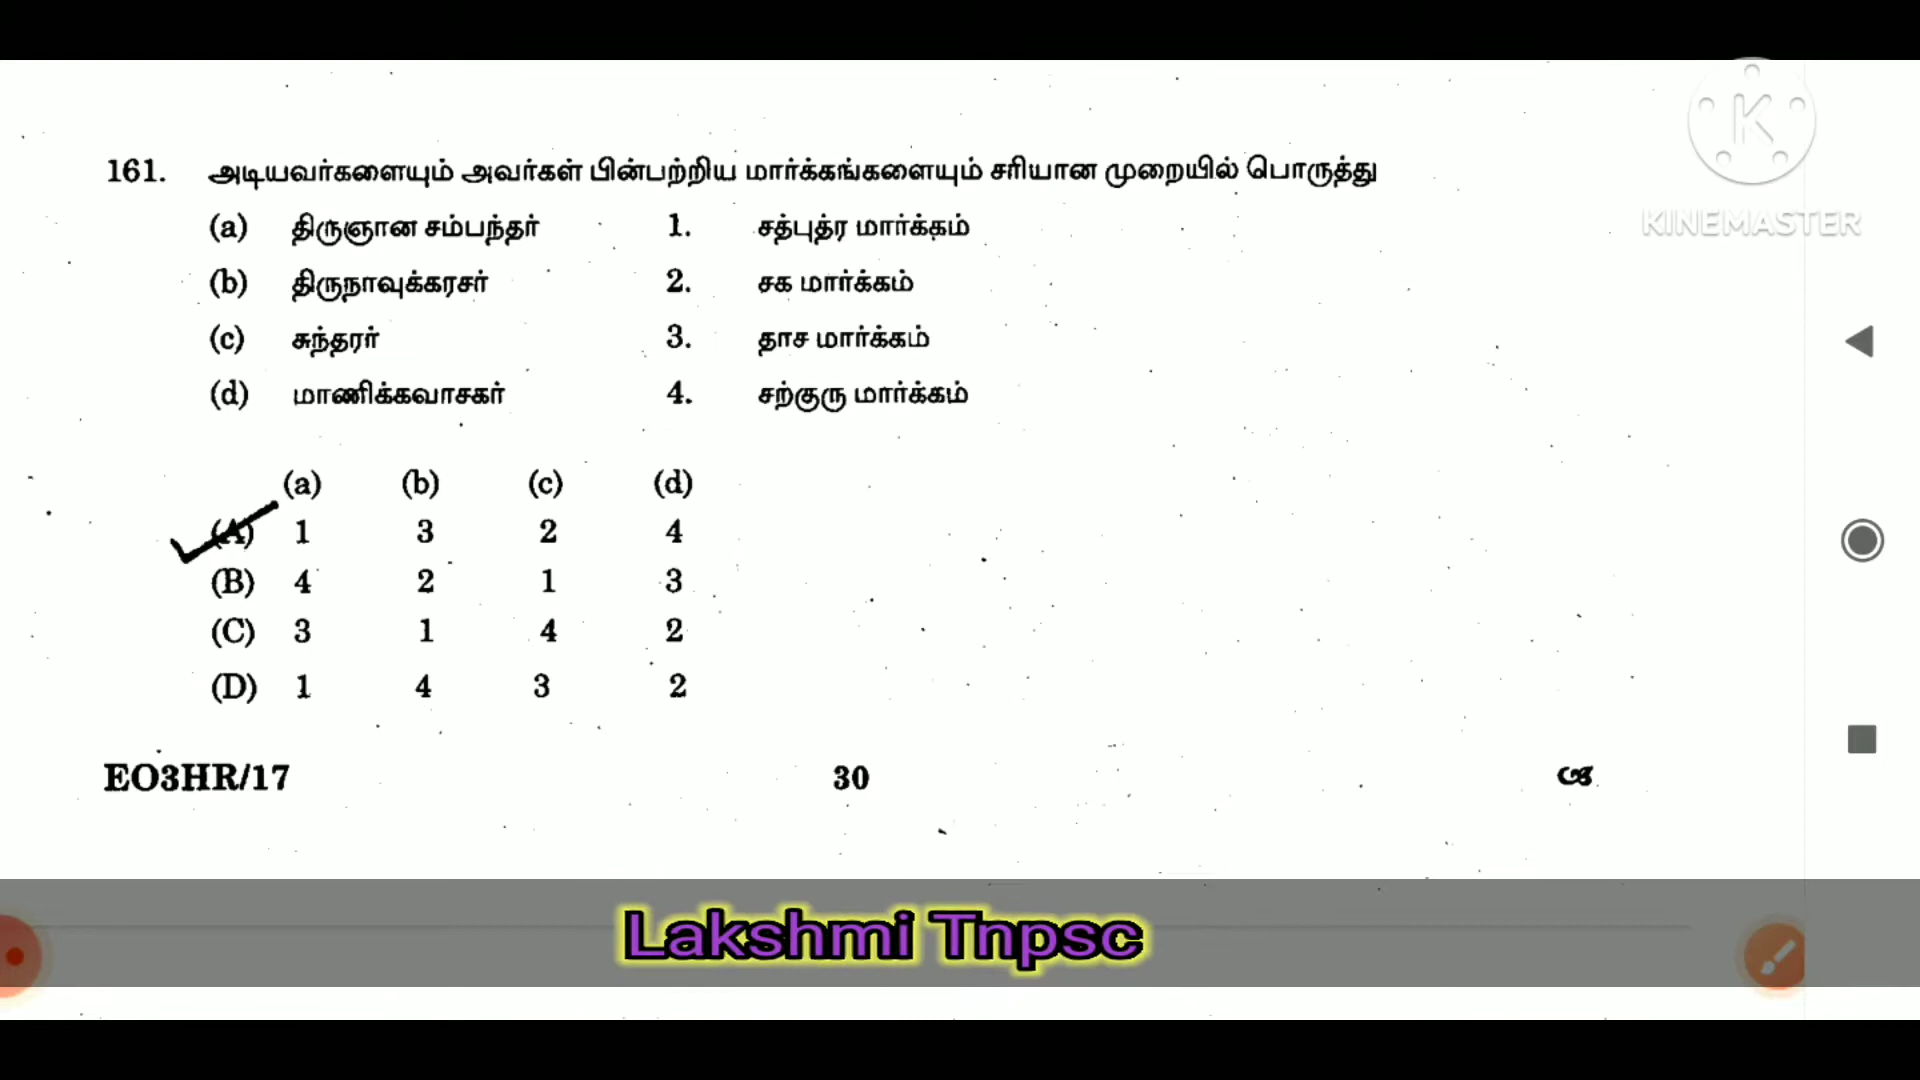 KINEMASTER
161. அடியவர்களையும் அவர்கள் பின்பற்றிய மார்க்கங்களையும் சரியான முறையில் பொருத்து
(a) திருஞான சம்பந்தர் 1. சத்புத்ர மார்க்கம்
(b) திருநாவுக்கரசர் 2. சக மார்க்கம்
(c) சுந்தரர் 3. தாச மார்க்கம்
(d) மாணிக்கவாசகர் 4. சற்குரு மார்க்கம்
(a) (b) (c) (d)
(A) 1 3 2 4
(B) 4 2 1 3
(C) 3 1 4 2
(D) 1 4 3 2
EO3HR/17 30
Lakshmi Tnpsc